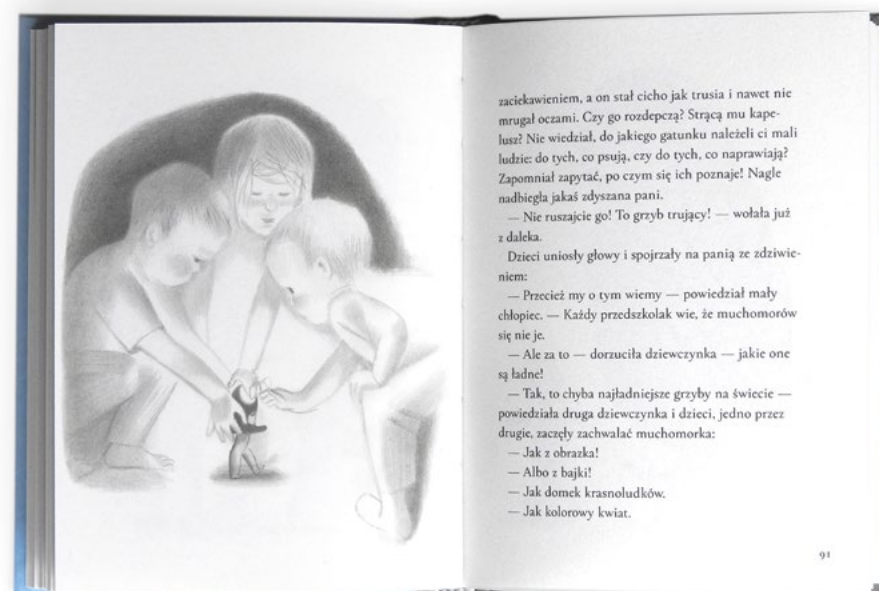 zaciekawieniem, a on stał cicho jak trusia i nawet nie
mrugał oczami. Czy go rozdepczą? Strącą mu kape-
lusz? Nie wiedział, do jakiego gatunku należeli ci mali
ludzie: do tych, co psują, czy do tych, co naprawiają?
Zapomniał zapytać, po czym się ich poznaje! Nagle
nadbiegła jakaś zdyszana pani.
— Nie ruszajcie go! To grzyb trujący! — wołała już
z daleka.
Dzieci uniosły głowy i spojrzały na panią ze zdziwie-
niem:
— Przecież my o tym wiemy — powiedział mały
chłopiec. — Każdy przedszkolak wie, że muchomorów
się nie je.
— Ale za to — dorzuciła dziewczynka — jakie one
są ładne!
— Tak, to chyba najładniejsze grzyby na świecie —
powiedziała druga dziewczynka i dzieci, jedno przez
drugie, zaczęły zachwalać muchomorka:
— Jak z obrazka!
— Albo z bajki!
— Jak domek krasnoludków.
— Jak kolorowy kwiat.
91